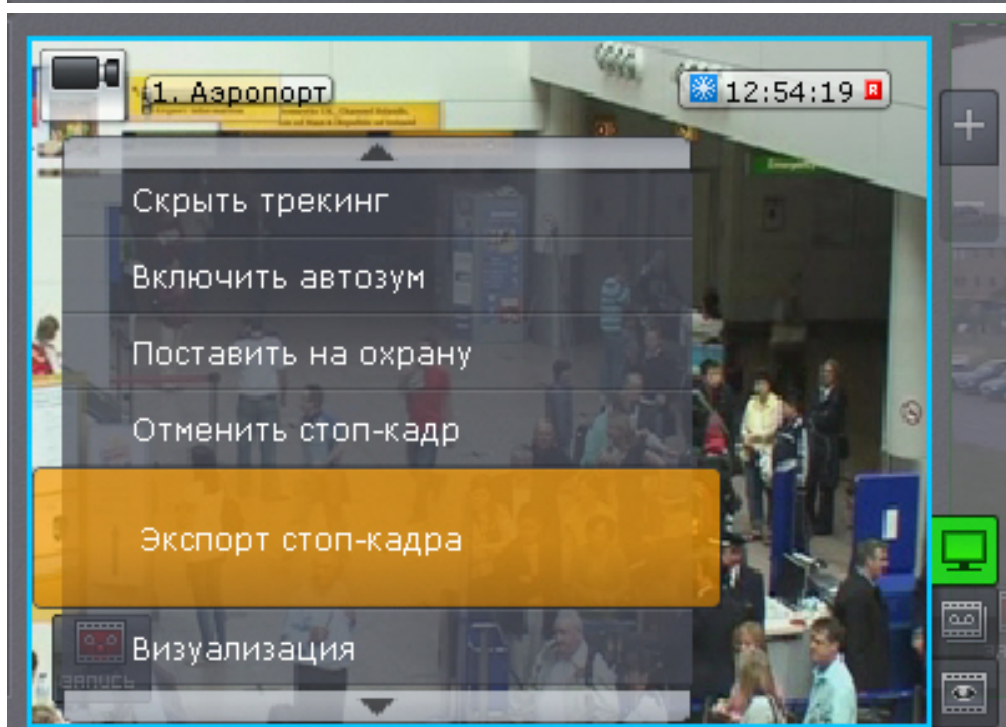 1. Аэропорт
12:54:19 R
Скрыть трекинг
Включить автозум
Поставить на охрану
Отменить стоп-кадр
Экспорт стоп-кадра
Визуализация
запись